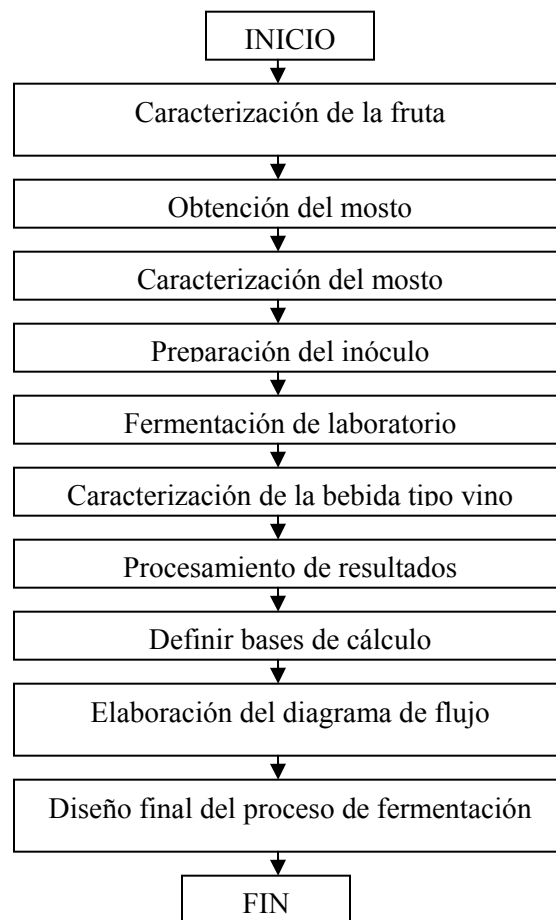 INICIO
Caracterización de la fruta
Obtención del mosto
Caracterización del mosto
Preparación del inóculo
Fermentación de laboratorio
Caracterización de la bebida tipo vino
Procesamiento de resultados
Definir bases de cálculo
Elaboración del diagrama de flujo
Diseño final del proceso de fermentación
FIN